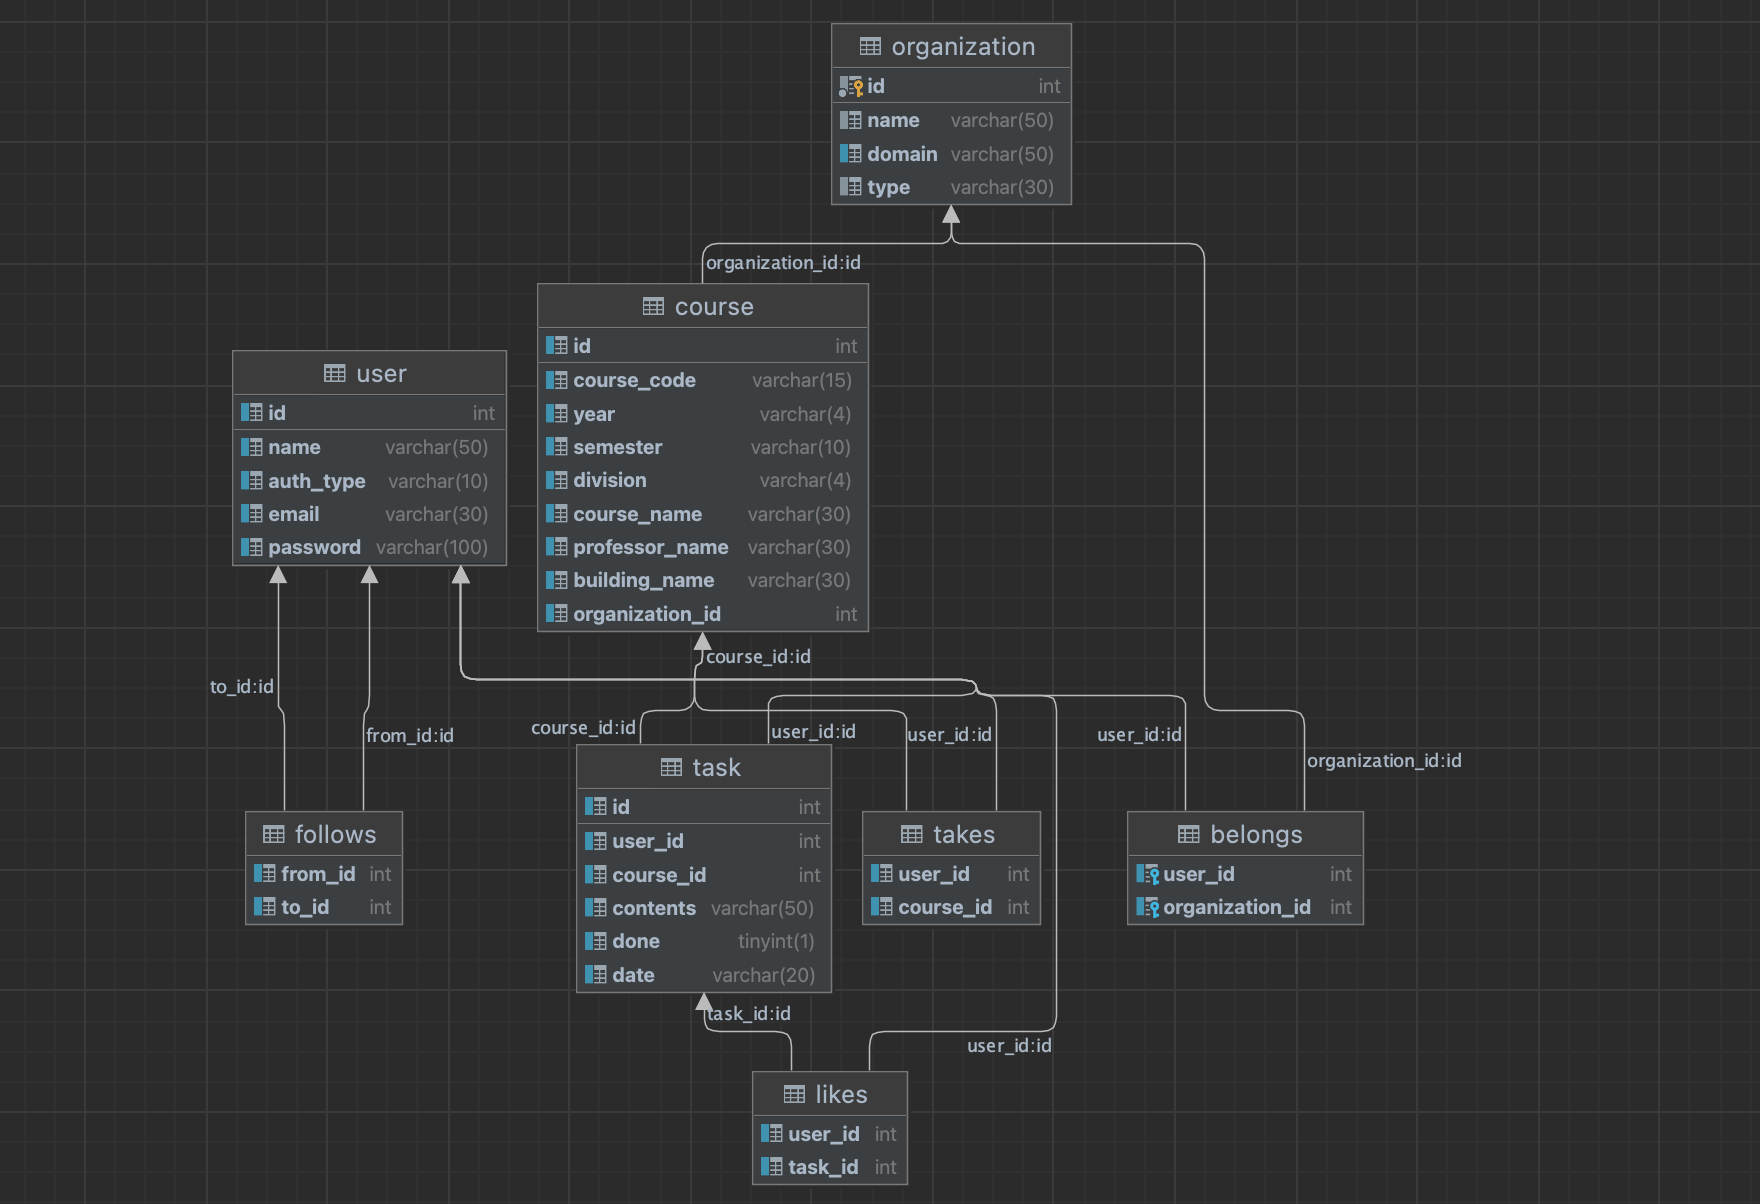 organization
id int
name varchar(50)
domain varchar(50)
type varchar(30)
organization_id:id
course
id int
course_code varchar(15)
year varchar(4)
semester varchar(10)
division varchar(4)
course_name varchar(30)
professor_name varchar(30)
building_name varchar(30)
organization_id int
user
id int
name varchar(50)
auth_type varchar(10)
email varchar(30)
password varchar(100)
course_id:id
to_id:id
from_id:id
course_id:id
user_id:id
user_id:id
user_id:id
organization_id:id
task
id int
user_id int
course_id int
contents varchar(50)
done tinyint(1)
date varchar(20)
follows
from_id int
to_id int
takes
user_id int
course_id int
belongs
user_id int
organization_id int
task_id:id
user_id:id
likes
user_id int
task_id int